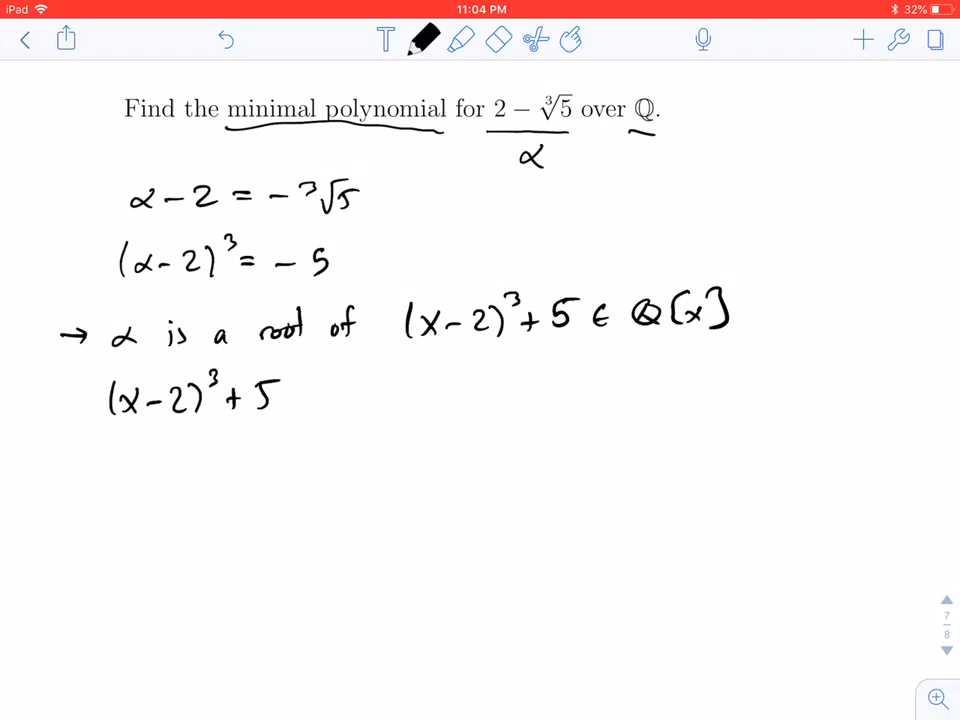 iPad 11:04 PM 32%
T
Find the minimal polynomial for 2 − ∛5 over ℚ.
α
α − 2 = − ³√5
(α − 2)³ = − 5
→ α is a root of (x − 2)³ + 5 ∈ ℚ[x]
(x − 2)³ + 5
7
8